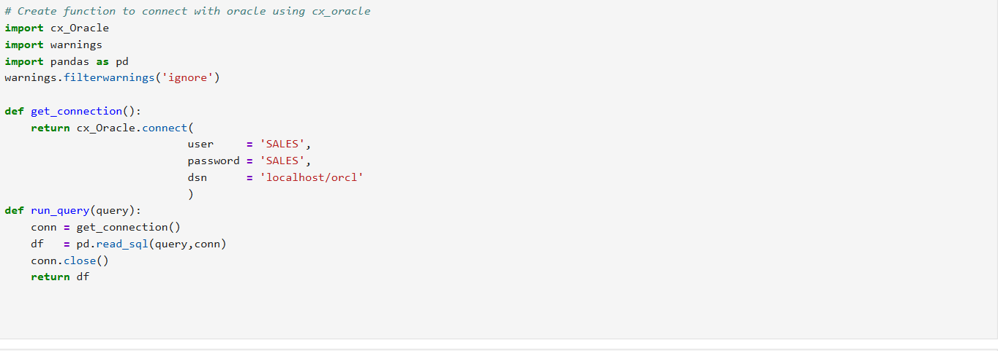 # Create function to connect with oracle using cx_oracle
import cx_Oracle
import warnings
import pandas as pd
warnings.filterwarnings('ignore')

def get_connection():
    return cx_Oracle.connect(
                            user     = 'SALES',
                            password = 'SALES',
                            dsn      = 'localhost/orcl'
                            )
def run_query(query):
    conn = get_connection()
    df   = pd.read_sql(query,conn)
    conn.close()
    return df